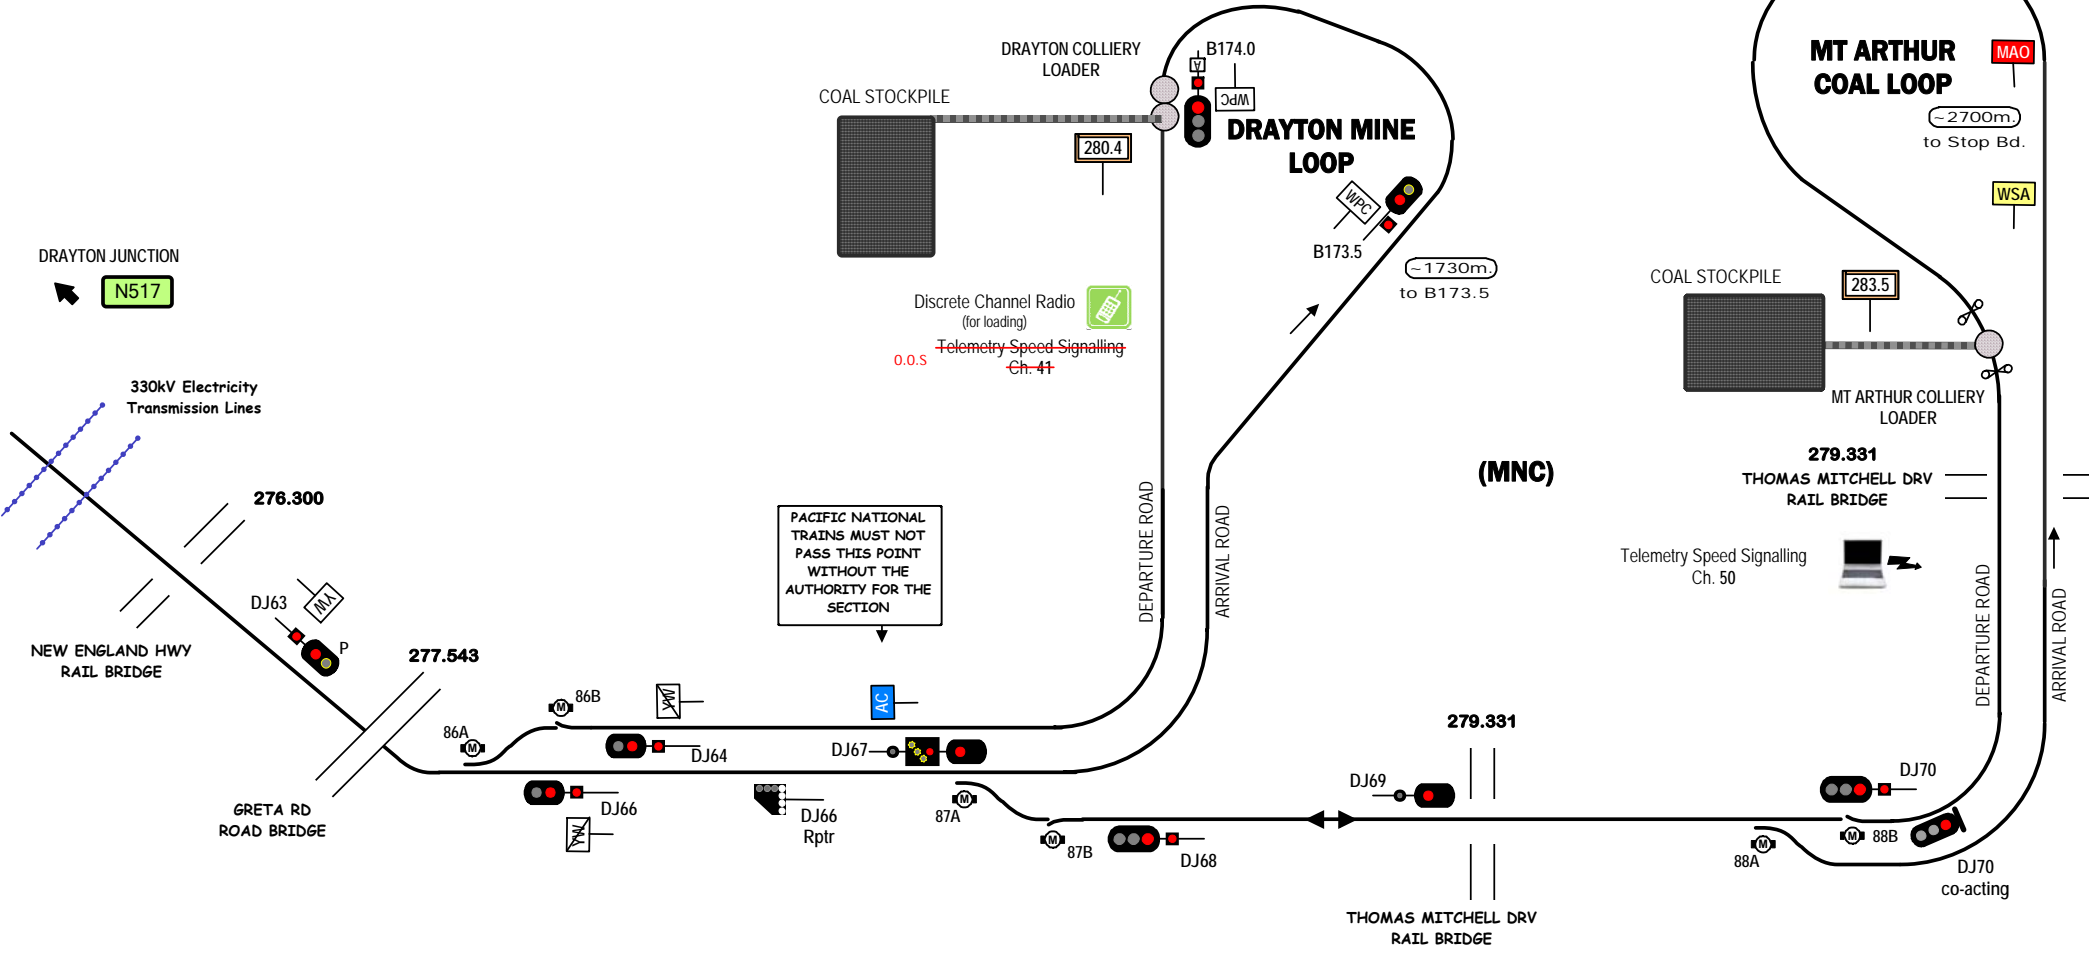 DRAYTON COLLIERY
LOADER
B174.0
A
WPC
COAL STOCKPILE
280.4
DRAYTON MINE
LOOP
WPC
B173.5
~1730m.
to B173.5
MT ARTHUR
COAL LOOP
MAO
~2700m.
to Stop Bd.
WSA
COAL STOCKPILE
283.5
MT ARTHUR COLLIERY
LOADER
DRAYTON JUNCTION
N517
Discrete Channel Radio
(for loading)
O.O.S
Telemetry Speed Signalling
Ch. 41
330kV Electricity
Transmission Lines
276.300
(MNC)
279.331
THOMAS MITCHELL DRV
RAIL BRIDGE
Telemetry Speed Signalling
Ch. 50
PACIFIC NATIONAL
TRAINS MUST NOT
PASS THIS POINT
WITHOUT THE
AUTHORITY FOR THE
SECTION
DEPARTURE ROAD
ARRIVAL ROAD
DEPARTURE ROAD
ARRIVAL ROAD
DJ63
YW
P
NEW ENGLAND HWY
RAIL BRIDGE
277.543
GRETA RD
ROAD BRIDGE
86A
M
86B
M
YW
DJ64
AC
DJ67
DJ66
YW
DJ66
Rptr
87A
M
M
87B
DJ68
279.331
DJ69
THOMAS MITCHELL DRV
RAIL BRIDGE
DJ70
88A
M
M
88B
DJ70
co-acting